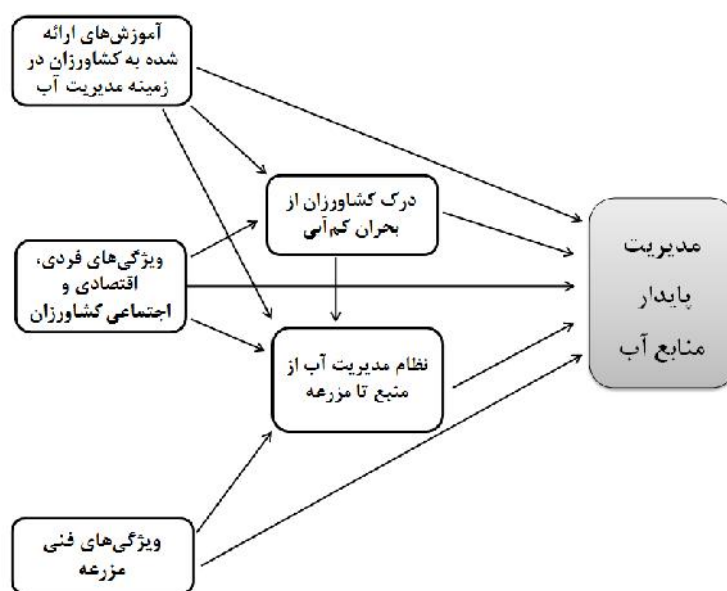 آموزش‌های ارائه
شده به کشاورزان در
زمینه مدیریت آب
درک کشاورزان از
بحران کم‌آبی
ویژگی‌های فردی،
اقتصادی و
اجتماعی کشاورزان
مدیریت
پایدار
منابع آب
نظام مدیریت آب از
منبع تا مزرعه
ویژگی‌های فنی
مزرعه